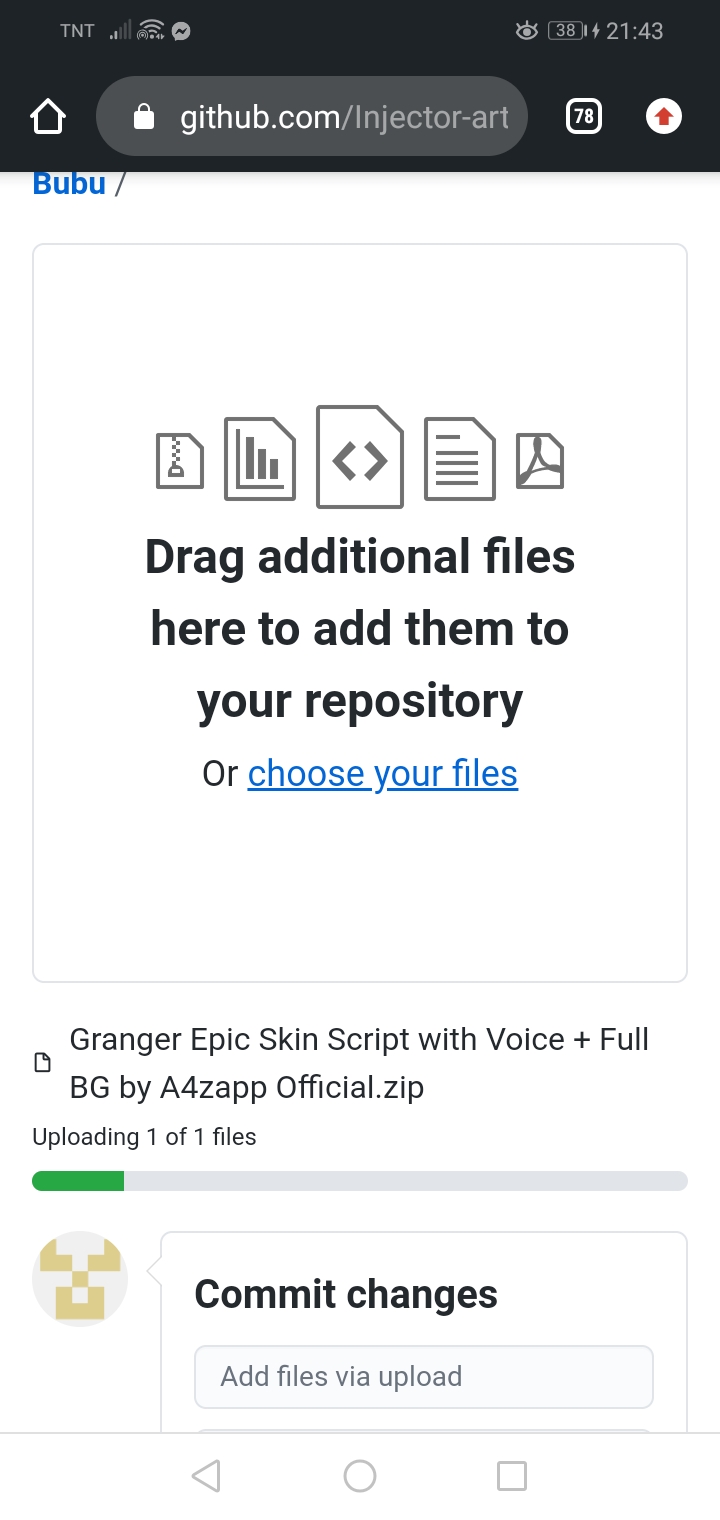 TNT 38 21:43
github.com/Injector-art 78
Bubu /
Drag additional files
here to add them to
your repository
Or choose your files
Granger Epic Skin Script with Voice + Full
BG by A4zapp Official.zip
Uploading 1 of 1 files
Commit changes
Add files via upload